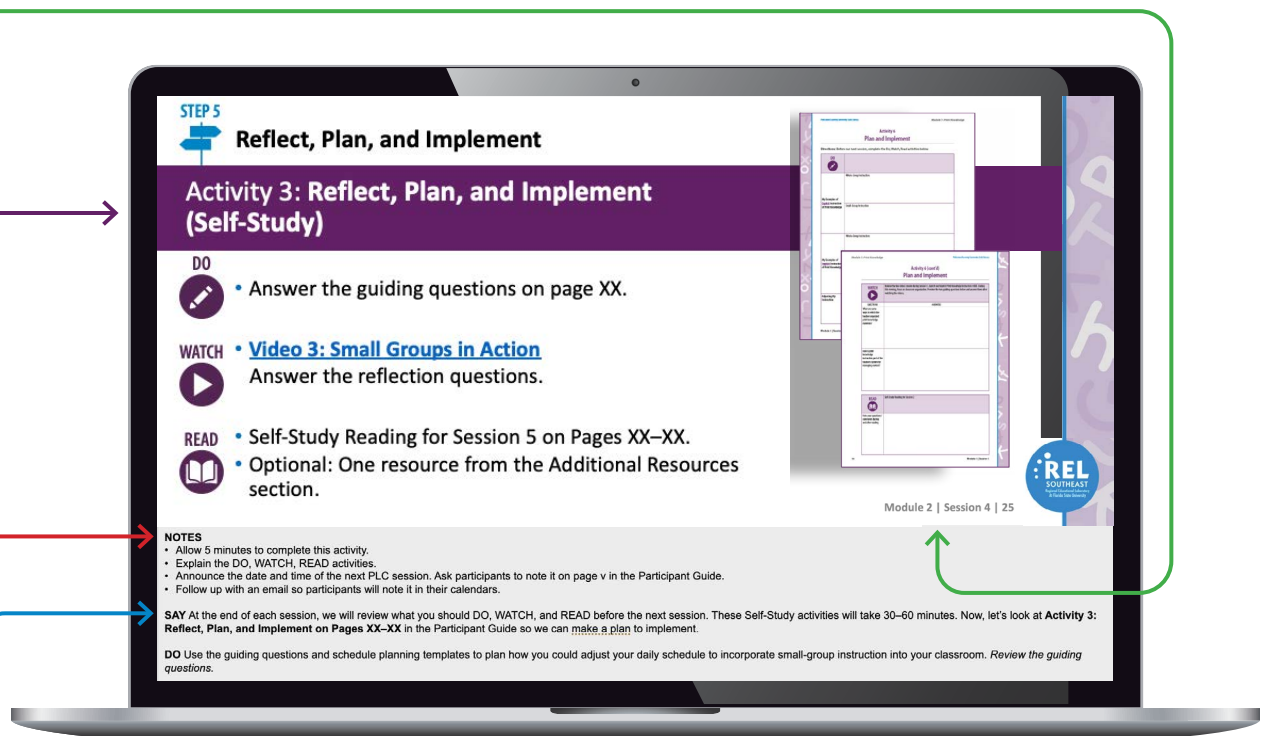 STEP 5
Reflect, Plan, and Implement
Activity 3: Reflect, Plan, and Implement
(Self-Study)
DO
• Answer the guiding questions on page XX.
WATCH
• Video 3: Small Groups in Action
Answer the reflection questions.
READ
• Self-Study Reading for Session 5 on Pages XX–XX.
• Optional: One resource from the Additional Resources
section.
Activity 4
Plan and Implement
DO
Plan and Implement
WATCH
READ
REL
SOUTHEAST
Regional Educational Laboratory
At Florida State University
Module 2 | Session 4 | 25
NOTES
• Allow 5 minutes to complete this activity.
• Explain the DO, WATCH, READ activities.
• Announce the date and time of the next PLC session. Ask participants to note it on page v in the Participant Guide.
• Follow up with an email so participants will note it in their calendars.
SAY At the end of each session, we will review what you should DO, WATCH, and READ before the next session. These Self-Study activities will take 30–60 minutes. Now, let’s look at Activity 3:
Reflect, Plan, and Implement on Pages XX–XX in the Participant Guide so we can make a plan to implement.
DO Use the guiding questions and schedule planning templates to plan how you could adjust your daily schedule to incorporate small-group instruction into your classroom. Review the guiding
questions.